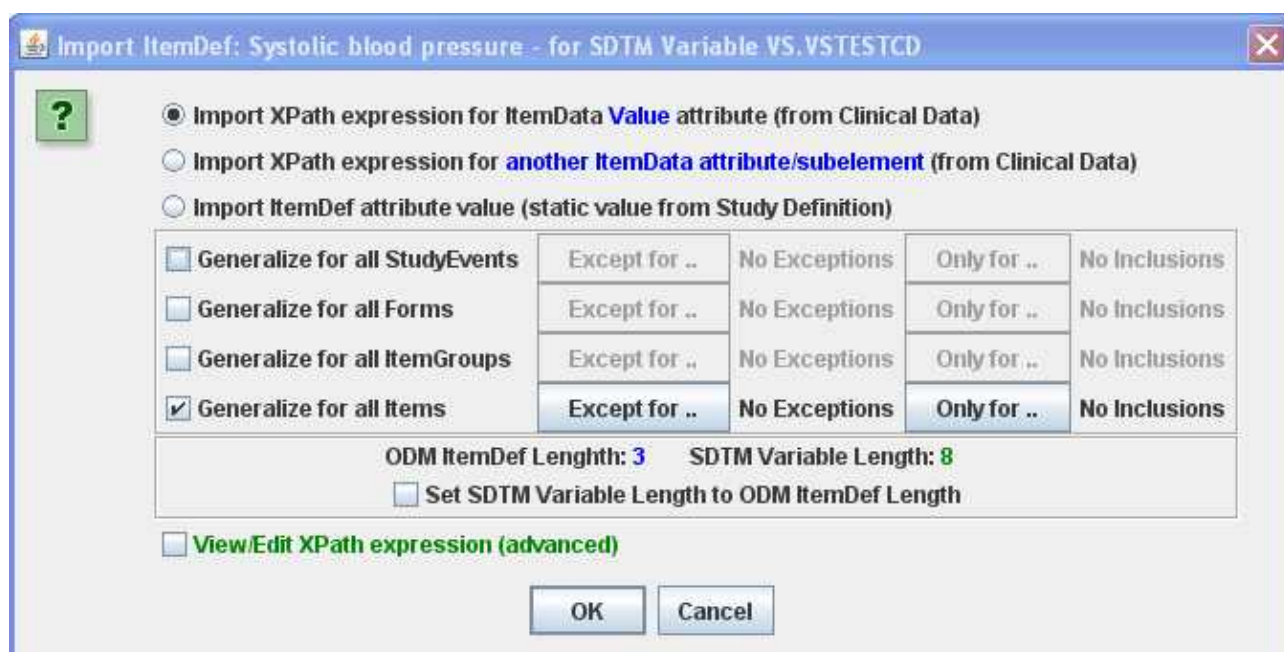 Import ItemDef: Systolic blood pressure - for SDTM Variable VS.VSTESTCD
?
Import XPath expression for ItemData Value attribute (from Clinical Data)
Import XPath expression for another ItemData attribute/subelement (from Clinical Data)
Import ItemDef attribute value (static value from Study Definition)
Generalize for all StudyEvents Except for .. No Exceptions Only for .. No Inclusions
Generalize for all Forms Except for .. No Exceptions Only for .. No Inclusions
Generalize for all ItemGroups Except for .. No Exceptions Only for .. No Inclusions
Generalize for all Items Except for .. No Exceptions Only for .. No Inclusions
ODM ItemDef Lenghth: 3 SDTM Variable Length: 8
Set SDTM Variable Length to ODM ItemDef Length
View/Edit XPath expression (advanced)
OK Cancel